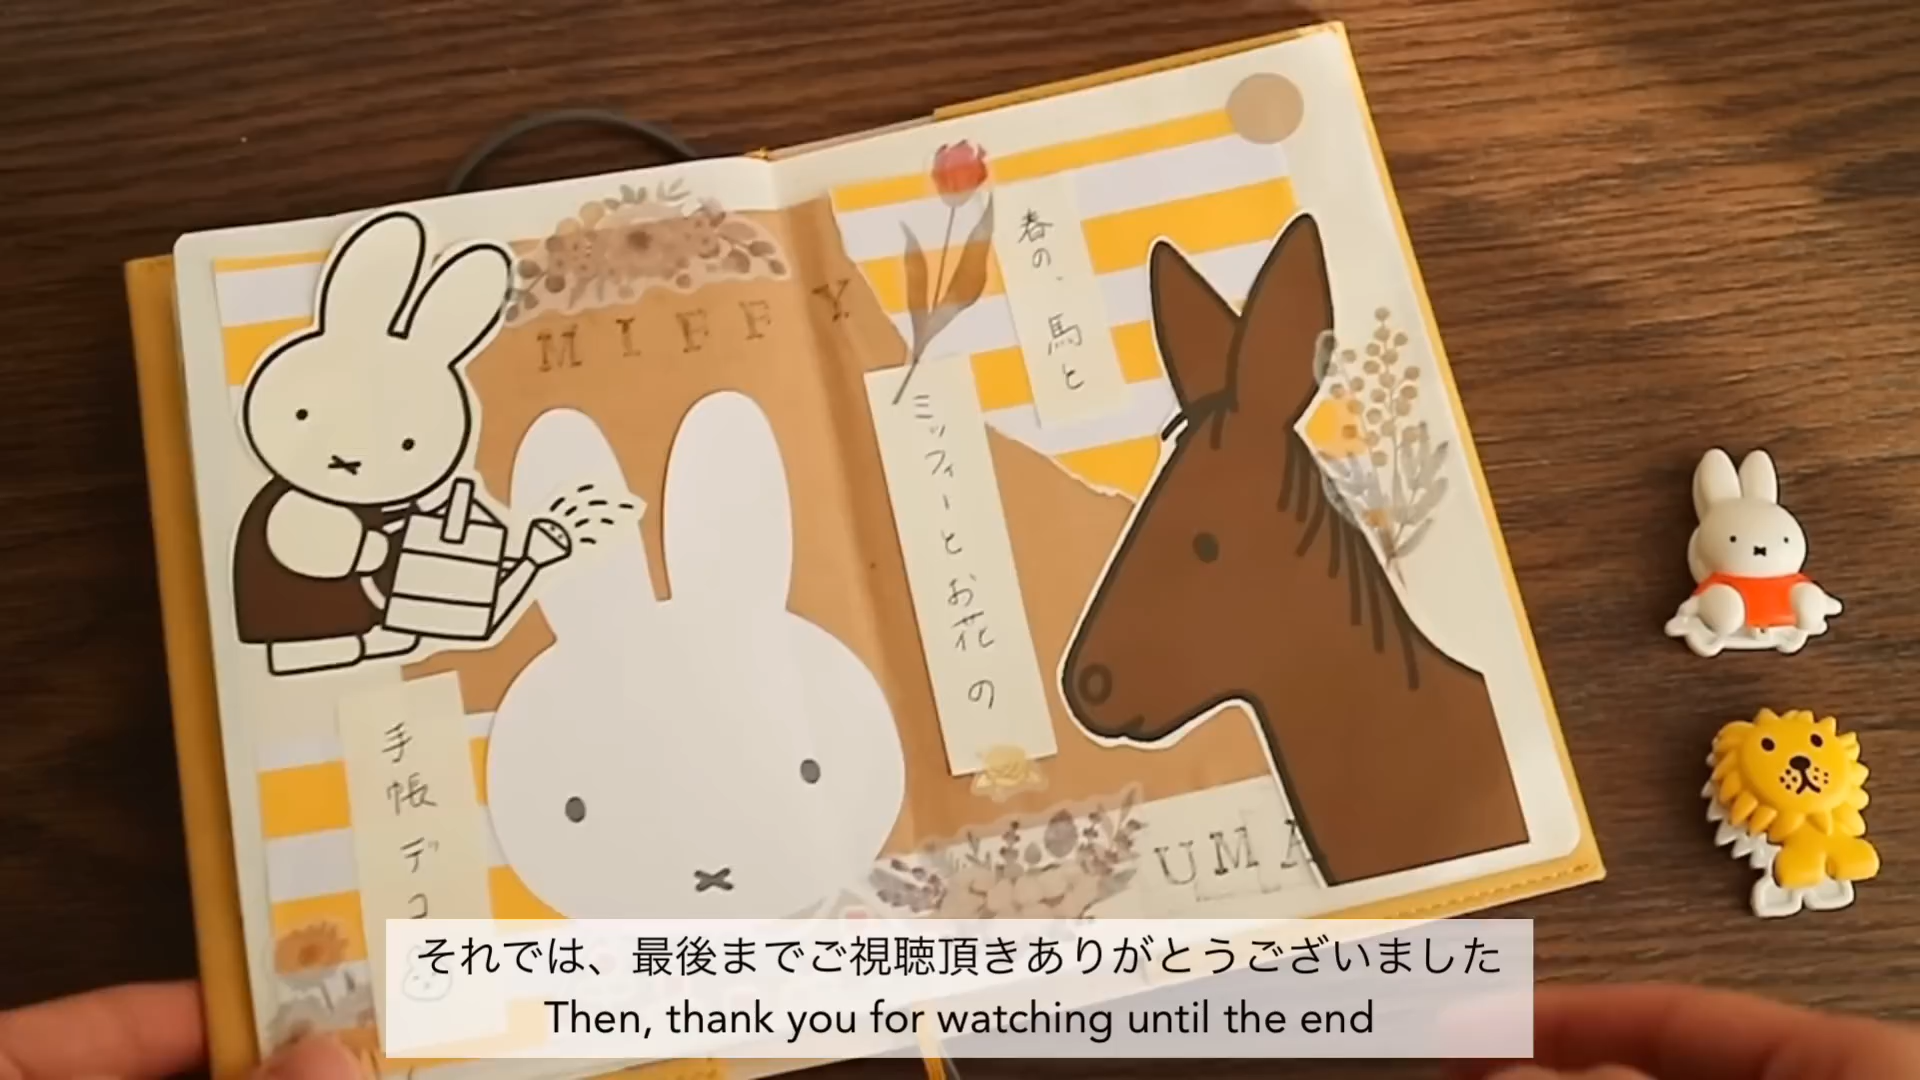 MIFFY
春の、馬と
ミッフィーとお花の
手帳デコ
UMA
それでは、最後までご視聴頂きありがとうございました
Then, thank you for watching until the end